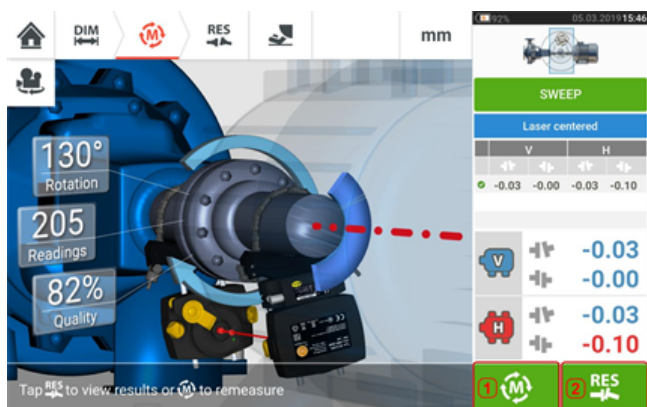 DIM
M
RES
mm
92%
05.03.2019 15:46
SWEEP
Laser centered
V H
-0.03 -0.00 -0.03 -0.10
130°
Rotation
205
Readings
82%
Quality
V
-0.03
-0.00
H
-0.03
-0.10
Tap RES to view results or M to remeasure
1 M
2 RES